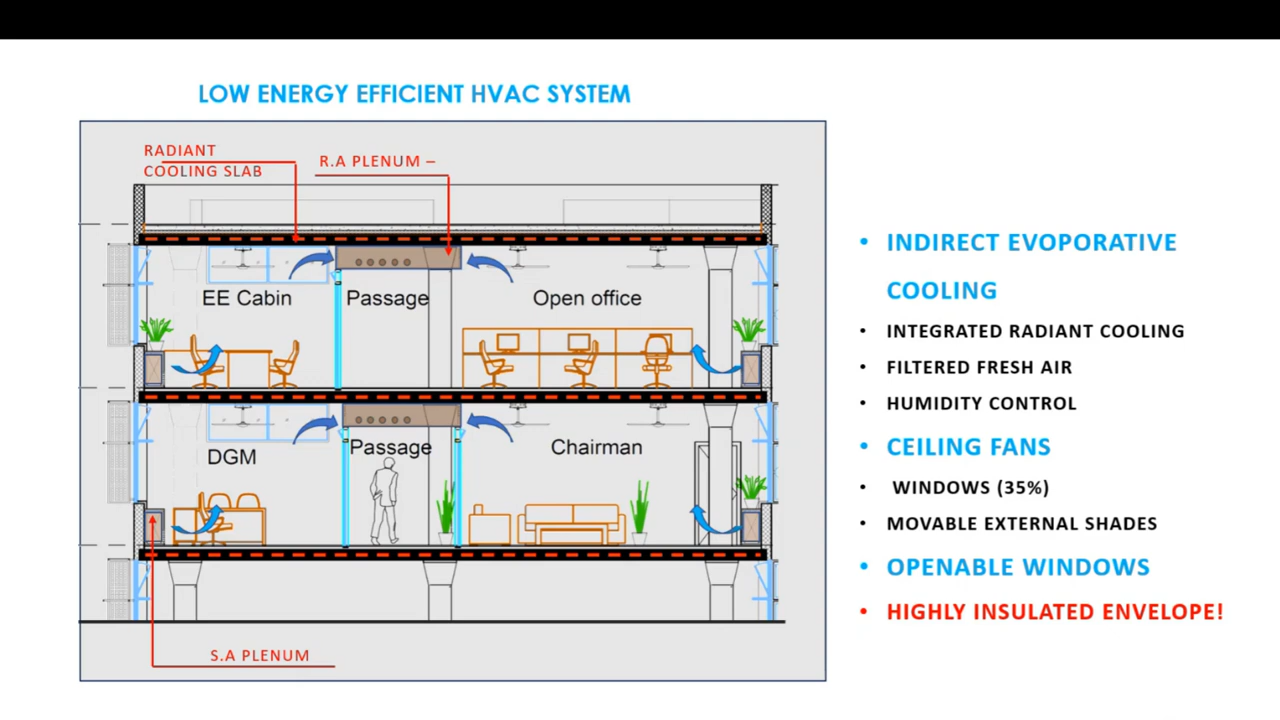 LOW ENERGY EFFICIENT HVAC SYSTEM
RADIANT
COOLING SLAB
R.A PLENUM –
EE Cabin
Passage
Open office
DGM
Passage
Chairman
S.A PLENUM
• INDIRECT EVOPORATIVE
COOLING
• INTEGRATED RADIANT COOLING
• FILTERED FRESH AIR
• HUMIDITY CONTROL
• CEILING FANS
• WINDOWS (35%)
• MOVABLE EXTERNAL SHADES
• OPENABLE WINDOWS
• HIGHLY INSULATED ENVELOPE!